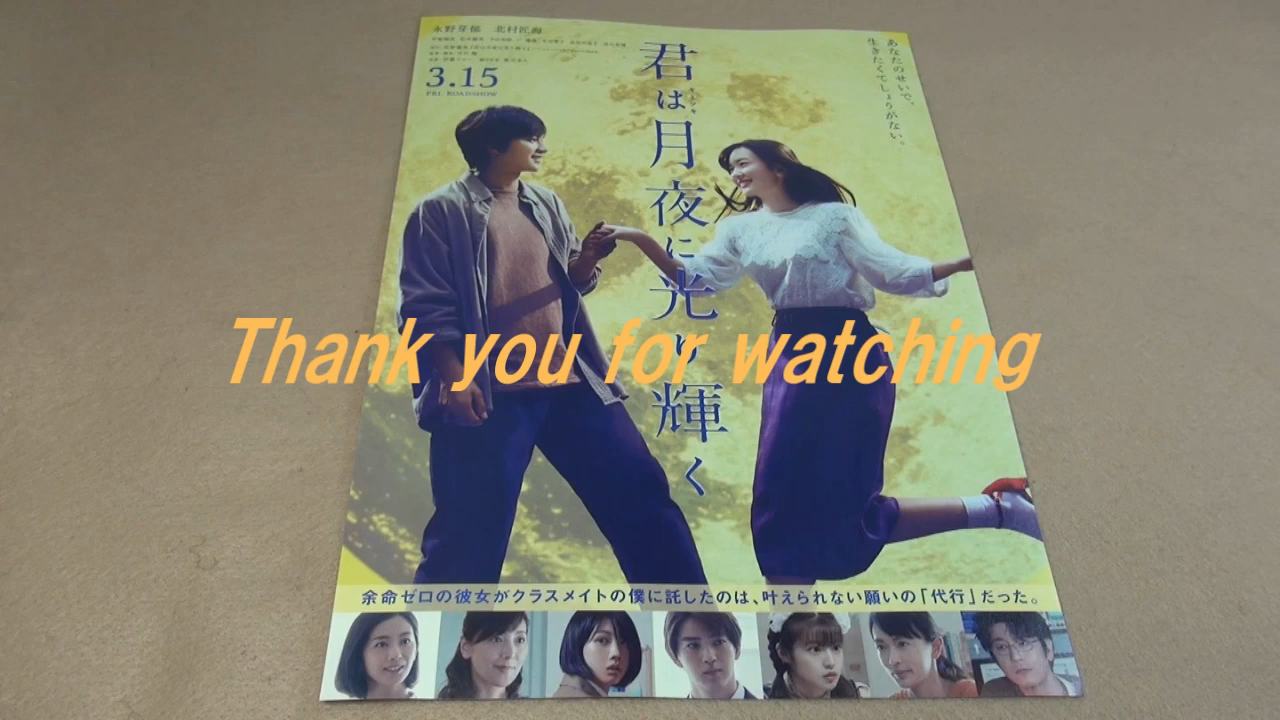 永野芽郁 北村匠海
3.15
FRI ROADSHOW
君は月夜に光り輝く
あなたのせいで、
生きたくてしょうがない。
Thank you for watching
余命ゼロの彼女がクラスメイトの僕に託したのは、叶えられない願いの「代行」だった。